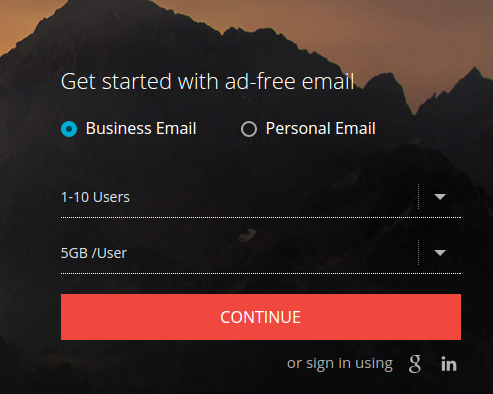 Get started with ad-free email
Business Email Personal Email
1-10 Users
5GB /User
CONTINUE
or sign in using g in